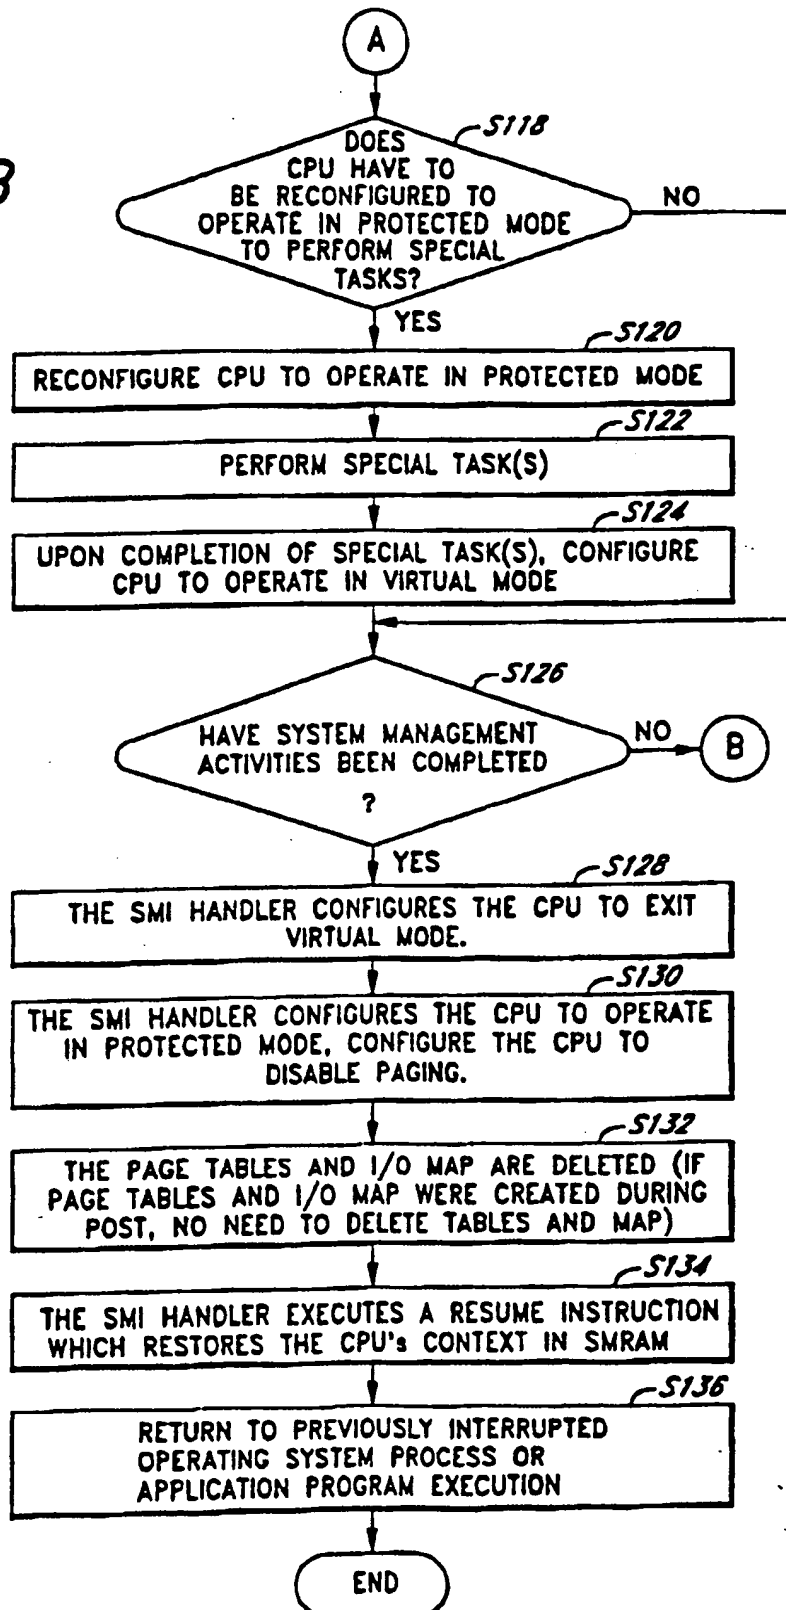 A
S118
DOES
CPU HAVE TO
BE RECONFIGURED TO
OPERATE IN PROTECTED MODE
TO PERFORM SPECIAL
TASKS?
NO
YES
S120
RECONFIGURE CPU TO OPERATE IN PROTECTED MODE
S122
PERFORM SPECIAL TASK(S)
S124
UPON COMPLETION OF SPECIAL TASK(S), CONFIGURE
CPU TO OPERATE IN VIRTUAL MODE
S126
HAVE SYSTEM MANAGEMENT
ACTIVITIES BEEN COMPLETED
?
NO
B
YES
S128
THE SMI HANDLER CONFIGURES THE CPU TO EXIT
VIRTUAL MODE.
S130
THE SMI HANDLER CONFIGURES THE CPU TO OPERATE
IN PROTECTED MODE, CONFIGURE THE CPU TO
DISABLE PAGING.
S132
THE PAGE TABLES AND I/O MAP ARE DELETED (IF
PAGE TABLES AND I/O MAP WERE CREATED DURING
POST, NO NEED TO DELETE TABLES AND MAP)
S134
THE SMI HANDLER EXECUTES A RESUME INSTRUCTION
WHICH RESTORES THE CPU's CONTEXT IN SMRAM
S136
RETURN TO PREVIOUSLY INTERRUPTED
OPERATING SYSTEM PROCESS OR
APPLICATION PROGRAM EXECUTION
END